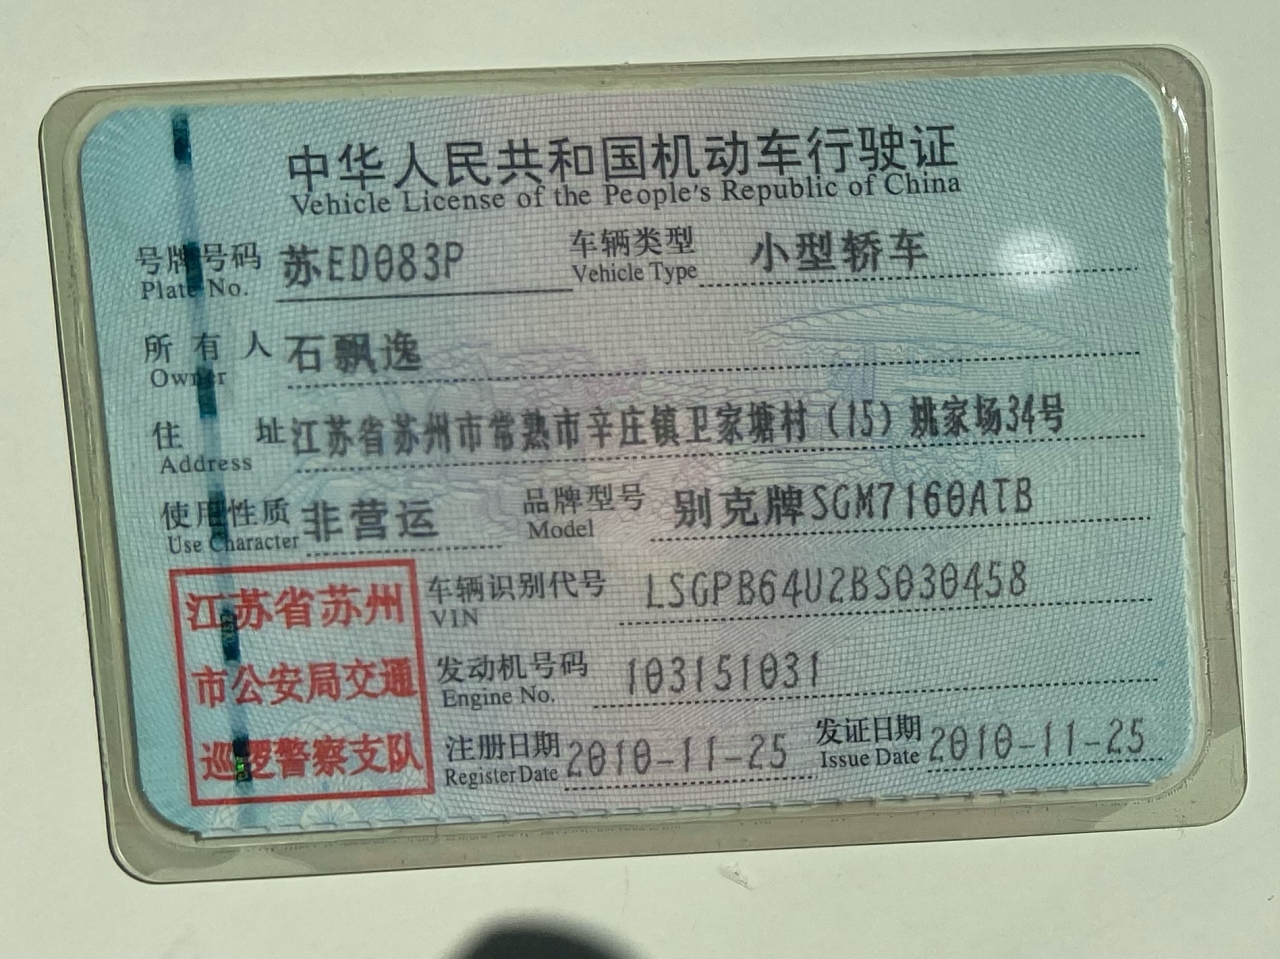 中华人民共和国机动车行驶证
Vehicle License of the People's Republic of China
号牌号码 苏ED083P 车辆类型 小型轿车
Plate No. Vehicle Type
所有人 石飘逸
Owner
住址 江苏省苏州市常熟市辛庄镇卫家塘村（15）姚家场34号
Address
使用性质 非营运 品牌型号 别克牌SGM7160ATB
Use Character Model
江苏省苏州
市公安局交通
巡逻警察支队
车辆识别代号 LSGPB64U2BS030458
VIN
发动机号码 103151031
Engine No.
注册日期 2010-11-25 发证日期 2010-11-25
Register Date Issue Date